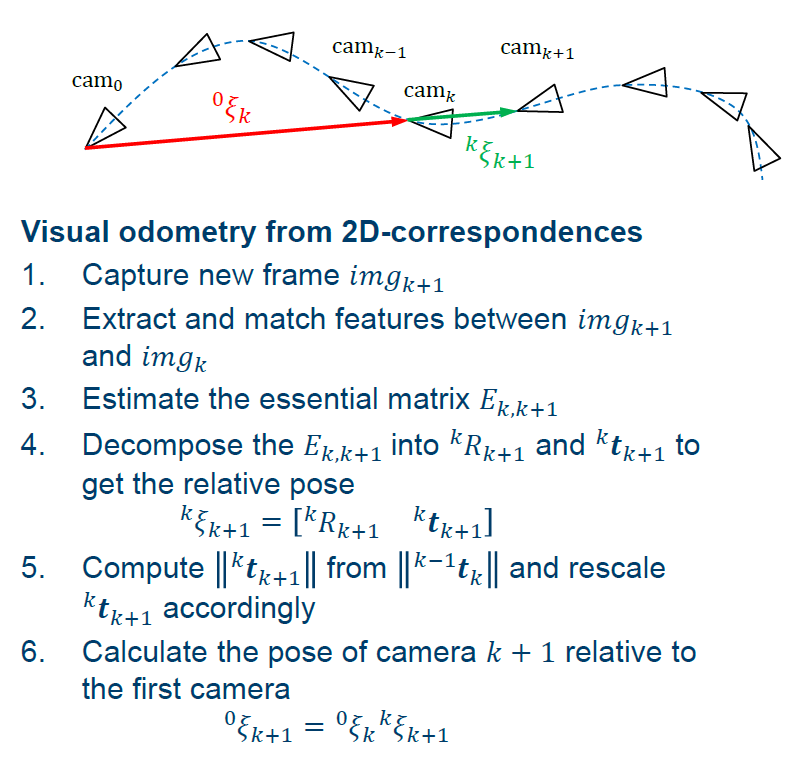 cam₀
cam_{k−1}
cam_k
cam_{k+1}
⁰ξ_k
ᵏξ_{k+1}
Visual odometry from 2D-correspondences
1. Capture new frame img_{k+1}
2. Extract and match features between img_{k+1}
and img_k
3. Estimate the essential matrix E_{k,k+1}
4. Decompose the E_{k,k+1} into ᵏR_{k+1} and ᵏt_{k+1} to
get the relative pose
ᵏξ_{k+1} = [ᵏR_{k+1} ᵏt_{k+1}]
5. Compute ‖ᵏt_{k+1}‖ from ‖ᵏ⁻¹t_k‖ and rescale
ᵏt_{k+1} accordingly
6. Calculate the pose of camera k + 1 relative to
the first camera
⁰ξ_{k+1} = ⁰ξ_k ᵏξ_{k+1}